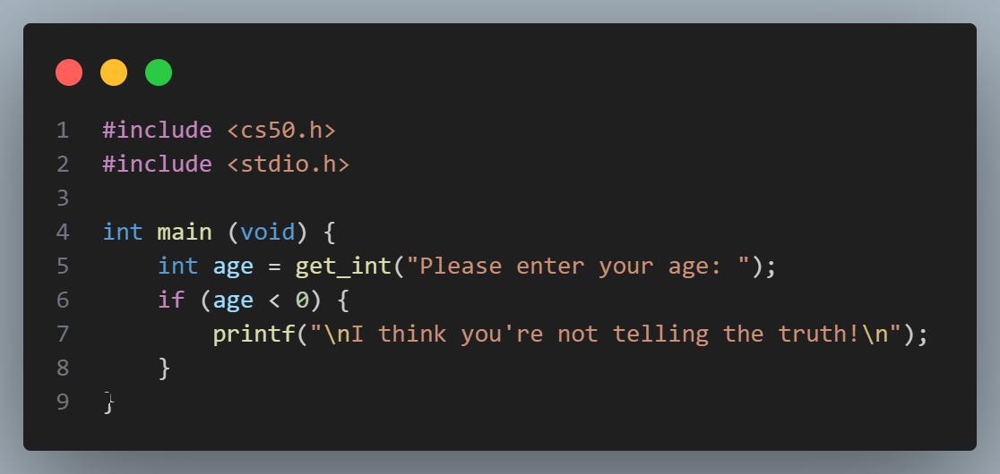 1 #include <cs50.h>
2 #include <stdio.h>
3
4 int main (void) {
5     int age = get_int("Please enter your age: ");
6     if (age < 0) {
7         printf("\nI think you're not telling the truth!\n");
8     }
9 }